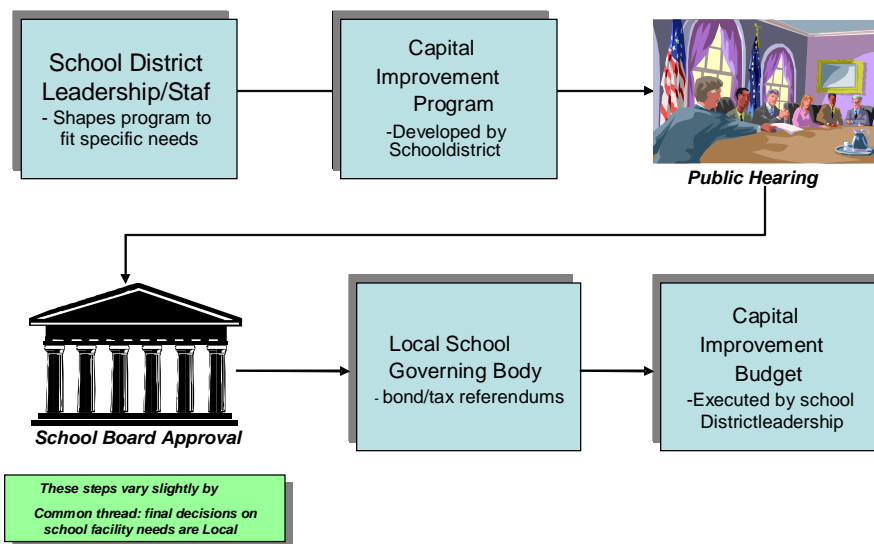 School District
Leadership/Staf
- Shapes program to
fit specific needs
Capital
Improvement
Program
-Developed by
Schooldistrict
Public Hearing
School Board Approval
Local School
Governing Body
- bond/tax referendums
Capital
Improvement
Budget
-Executed by school
Districtleadership
These steps vary slightly by
Common thread: final decisions on
school facility needs are Local